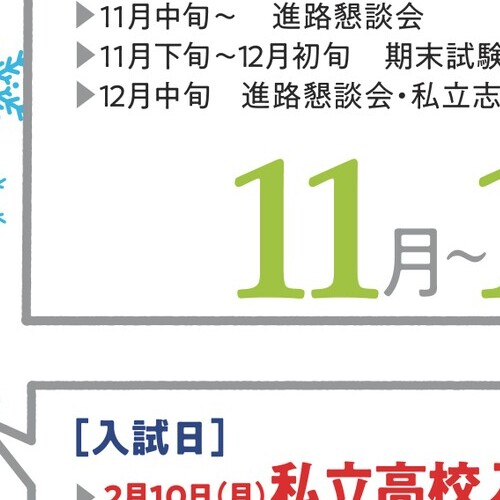 ▶11月中旬～　進路懇談会
▶11月下旬～12月初旬　期末試験
▶12月中旬　進路懇談会・私立志
11月～
[入試日]
▶2月10日(月)私立高校